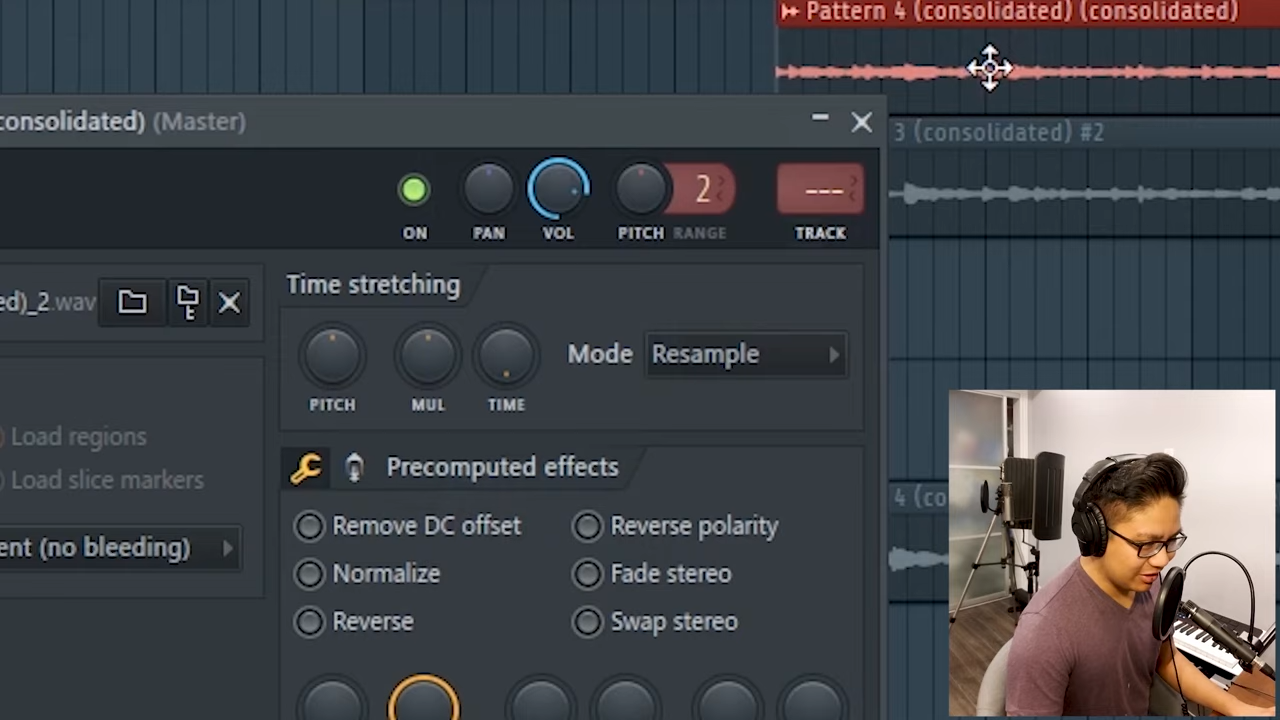 Pattern 4 (consolidated) (consolidated)
consolidated) (Master)
3 (consolidated) #2
2
---
ON PAN VOL PITCH RANGE TRACK
Time stretching
ed)_2.wav
Mode Resample
PITCH MUL TIME
Load regions
Load slice markers
ent (no bleeding)
Precomputed effects
Remove DC offset Reverse polarity
Normalize Fade stereo
Reverse Swap stereo
4 (co